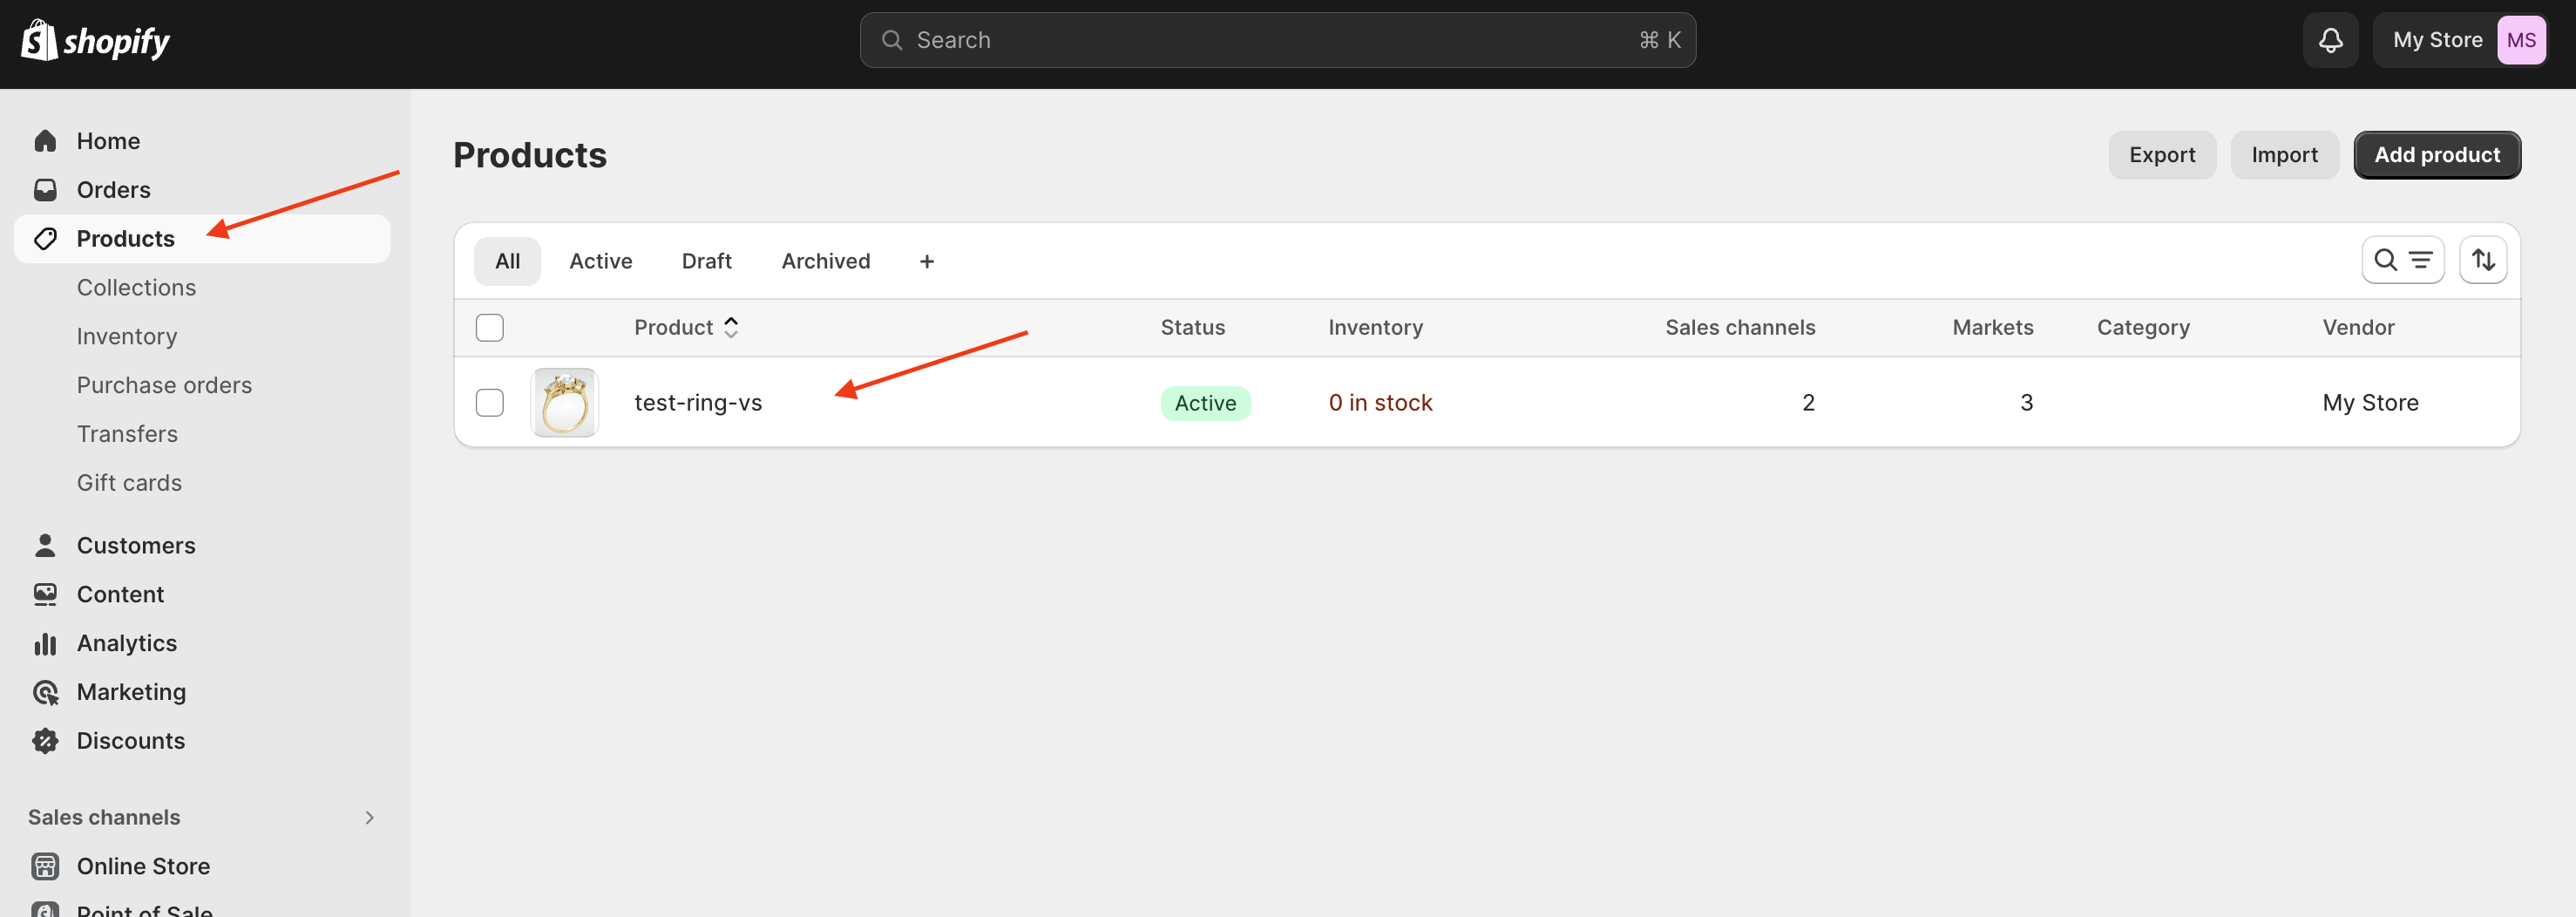 shopify
Search
⌘ K
My Store
MS
Home
Orders
Products
Collections
Inventory
Purchase orders
Transfers
Gift cards
Customers
Content
Analytics
Marketing
Discounts
Sales channels
Online Store
Point of Sale
Products
Export
Import
Add product
All
Active
Draft
Archived
+
Product
Status
Inventory
Sales channels
Markets
Category
Vendor
test-ring-vs
Active
0 in stock
2
3
My Store